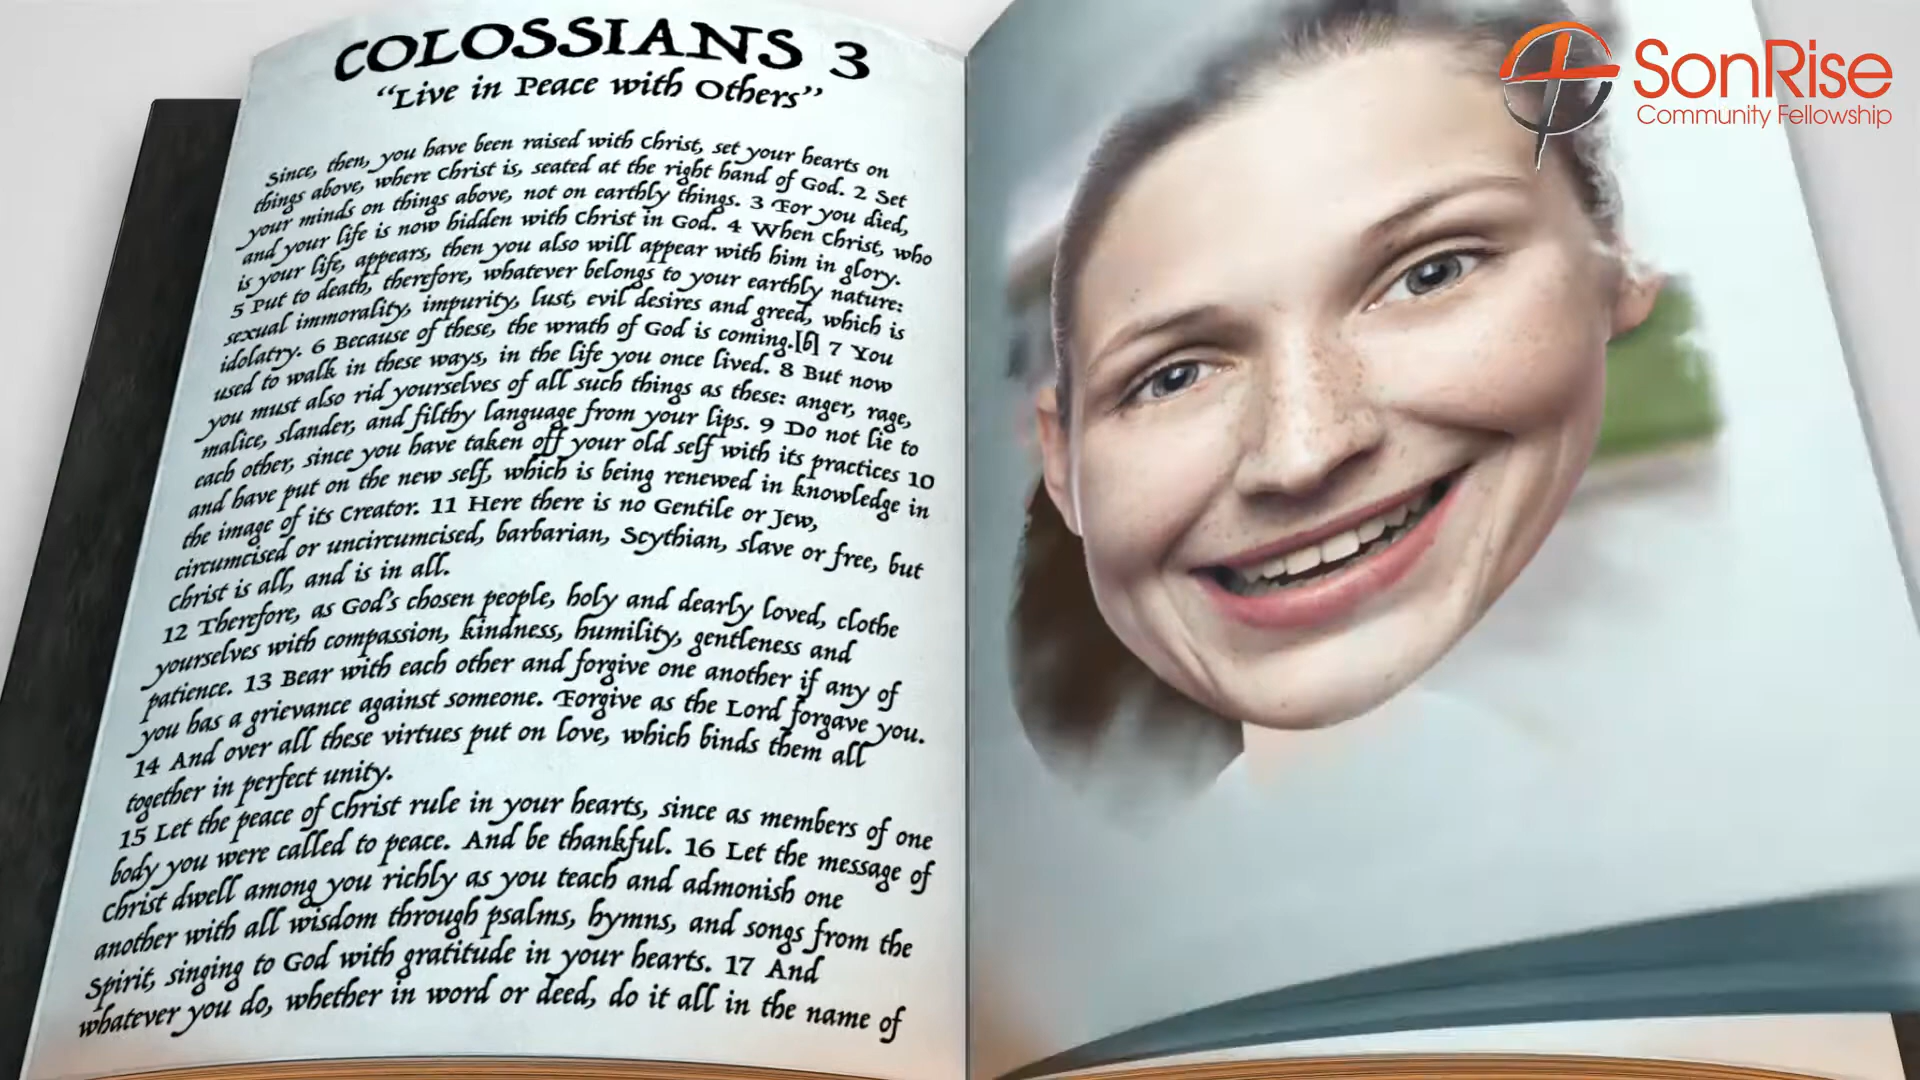 COLOSSIANS 3
“Live in Peace with Others”
Since, then, you have been raised with Christ, set your hearts on
things above, where Christ is, seated at the right hand of God. 2 Set
your minds on things above, not on earthly things. 3 For you died,
and your life is now hidden with Christ in God. 4 When Christ, who
is your life, appears, then you also will appear with him in glory.
5 Put to death, therefore, whatever belongs to your earthly nature:
sexual immorality, impurity, lust, evil desires and greed, which is
idolatry. 6 Because of these, the wrath of God is coming.[b] 7 You
used to walk in these ways, in the life you once lived. 8 But now
you must also rid yourselves of all such things as these: anger, rage,
malice, slander, and filthy language from your lips. 9 Do not lie to
each other, since you have taken off your old self with its practices 10
and have put on the new self, which is being renewed in knowledge in
the image of its Creator. 11 Here there is no Gentile or Jew,
circumcised or uncircumcised, barbarian, Scythian, slave or free, but
Christ is all, and is in all.
12 Therefore, as God's chosen people, holy and dearly loved, clothe
yourselves with compassion, kindness, humility, gentleness and
patience. 13 Bear with each other and forgive one another if any of
you has a grievance against someone. Forgive as the Lord forgave you.
14 And over all these virtues put on love, which binds them all
together in perfect unity.
15 Let the peace of Christ rule in your hearts, since as members of one
body you were called to peace. And be thankful. 16 Let the message of
Christ dwell among you richly as you teach and admonish one
another with all wisdom through psalms, hymns, and songs from the
Spirit, singing to God with gratitude in your hearts. 17 And
whatever you do, whether in word or deed, do it all in the name of
SonRise
Community Fellowship